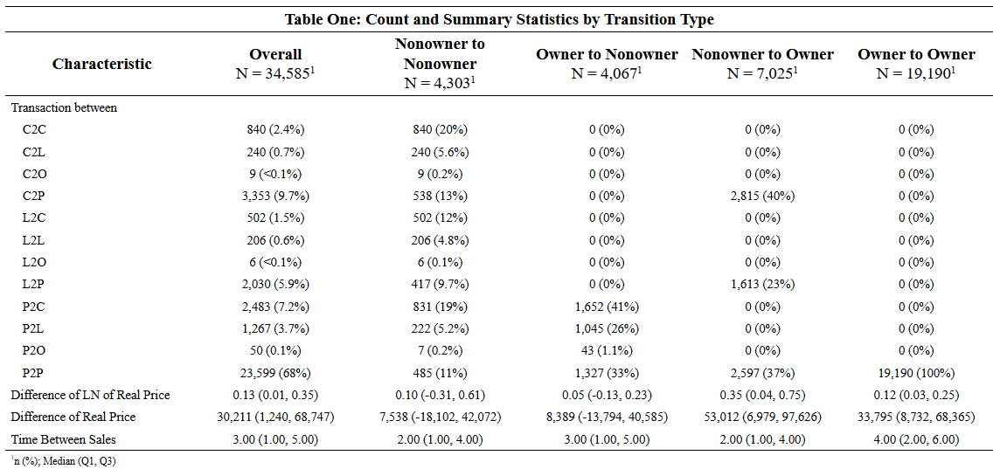 Table One: Count and Summary Statistics by Transition Type
Characteristic Overall N = 34,585¹ Nonowner to Nonowner N = 4,303¹ Owner to Nonowner N = 4,067¹ Nonowner to Owner N = 7,025¹ Owner to Owner N = 19,190¹
Transaction between
C2C 840 (2.4%) 840 (20%) 0 (0%) 0 (0%) 0 (0%)
C2L 240 (0.7%) 240 (5.6%) 0 (0%) 0 (0%) 0 (0%)
C2O 9 (<0.1%) 9 (0.2%) 0 (0%) 0 (0%) 0 (0%)
C2P 3,353 (9.7%) 538 (13%) 0 (0%) 2,815 (40%) 0 (0%)
L2C 502 (1.5%) 502 (12%) 0 (0%) 0 (0%) 0 (0%)
L2L 206 (0.6%) 206 (4.8%) 0 (0%) 0 (0%) 0 (0%)
L2O 6 (<0.1%) 6 (0.1%) 0 (0%) 0 (0%) 0 (0%)
L2P 2,030 (5.9%) 417 (9.7%) 0 (0%) 1,613 (23%) 0 (0%)
P2C 2,483 (7.2%) 831 (19%) 1,652 (41%) 0 (0%) 0 (0%)
P2L 1,267 (3.7%) 222 (5.2%) 1,045 (26%) 0 (0%) 0 (0%)
P2O 50 (0.1%) 7 (0.2%) 43 (1.1%) 0 (0%) 0 (0%)
P2P 23,599 (68%) 485 (11%) 1,327 (33%) 2,597 (37%) 19,190 (100%)
Difference of LN of Real Price 0.13 (0.01, 0.35) 0.10 (-0.31, 0.61) 0.05 (-0.13, 0.23) 0.35 (0.04, 0.75) 0.12 (0.03, 0.25)
Difference of Real Price 30,211 (1,240, 68,747) 7,538 (-18,102, 42,072) 8,389 (-13,794, 40,585) 53,012 (6,979, 97,626) 33,795 (8,732, 68,365)
Time Between Sales 3.00 (1.00, 5.00) 2.00 (1.00, 4.00) 3.00 (1.00, 5.00) 2.00 (1.00, 4.00) 4.00 (2.00, 6.00)
¹n (%); Median (Q1, Q3)